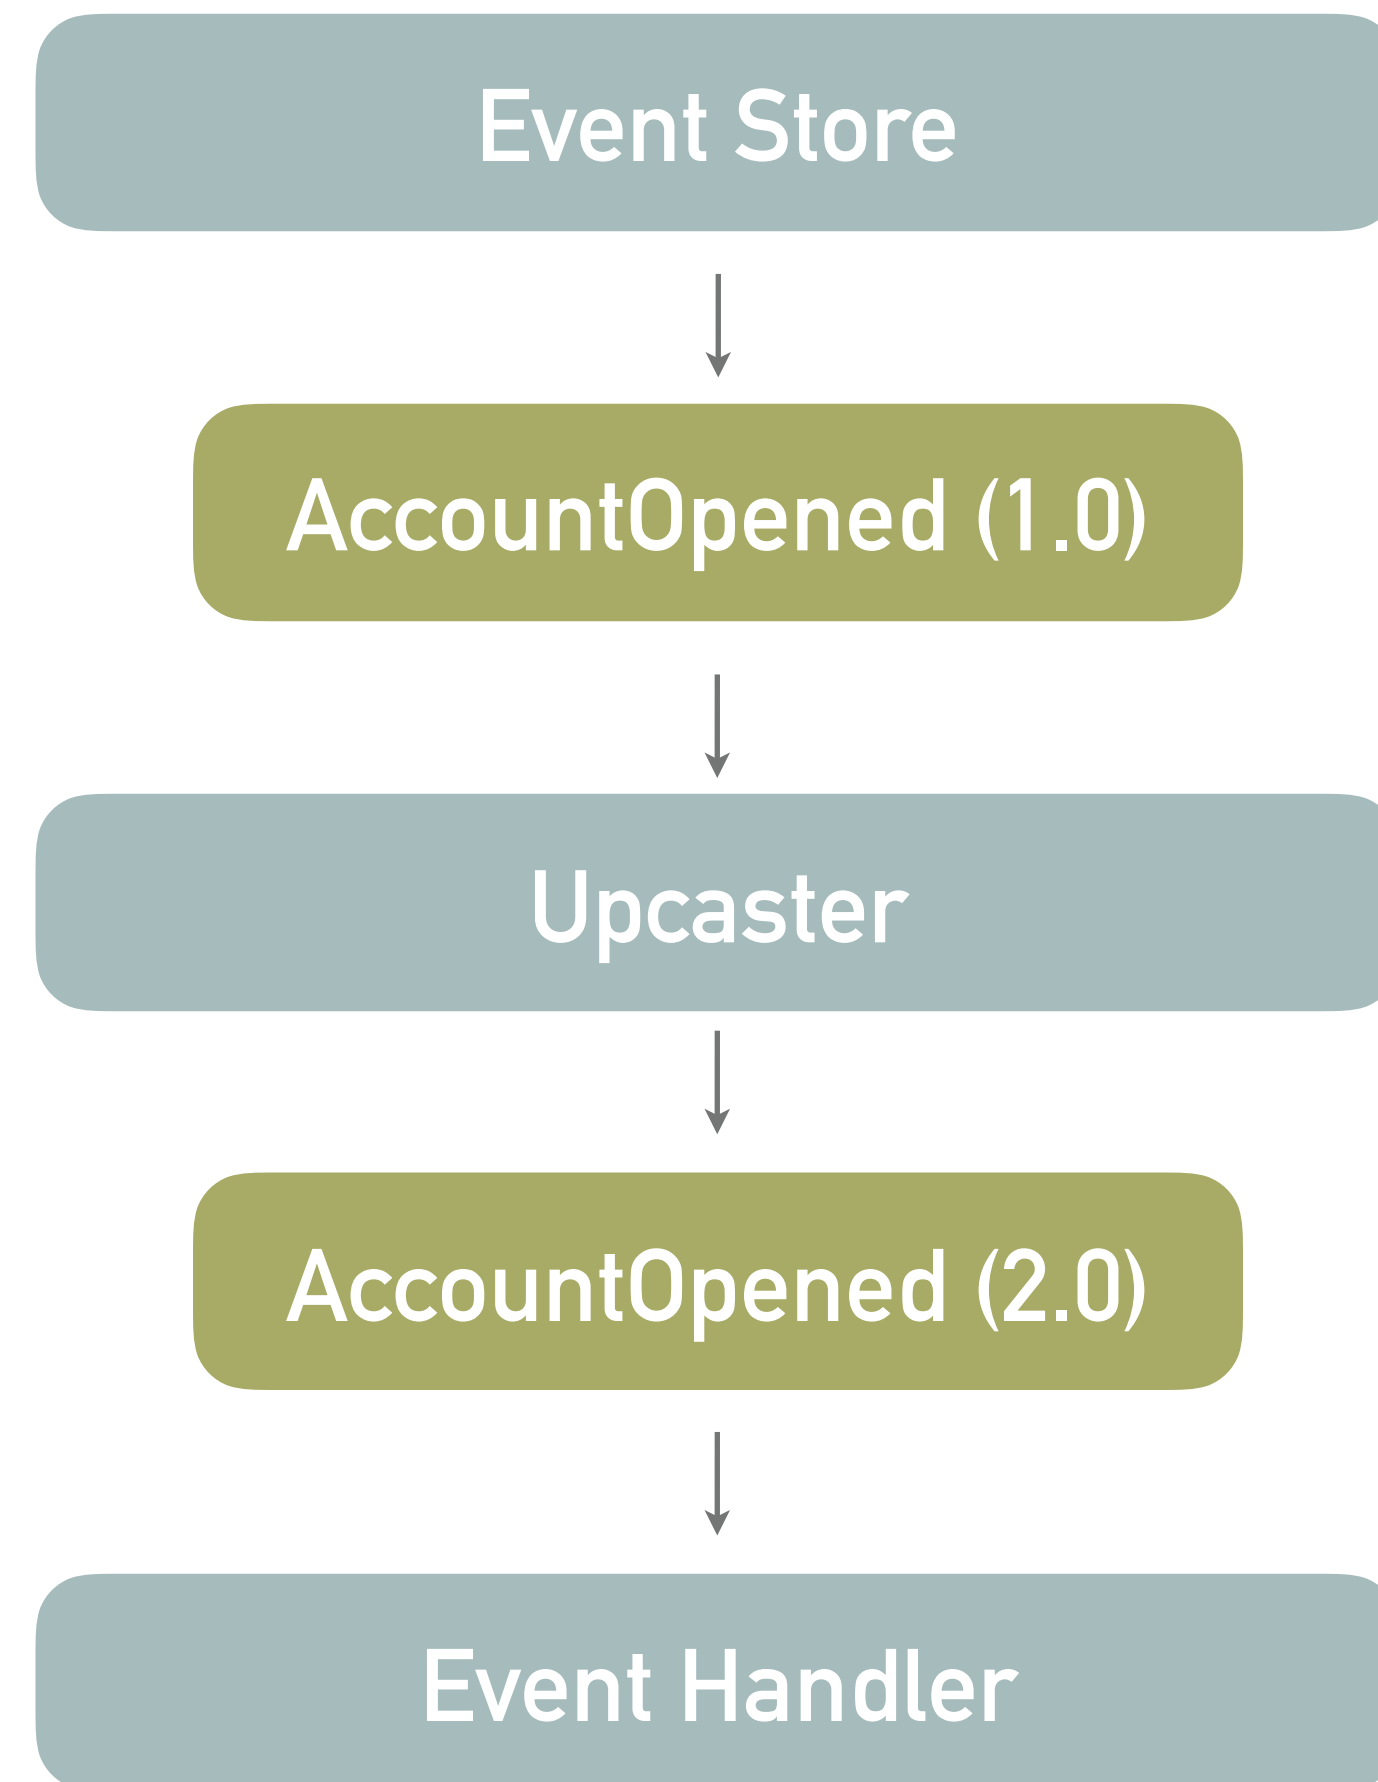 Event Store
AccountOpened (1.0)
Upcaster
AccountOpened (2.0)
Event Handler